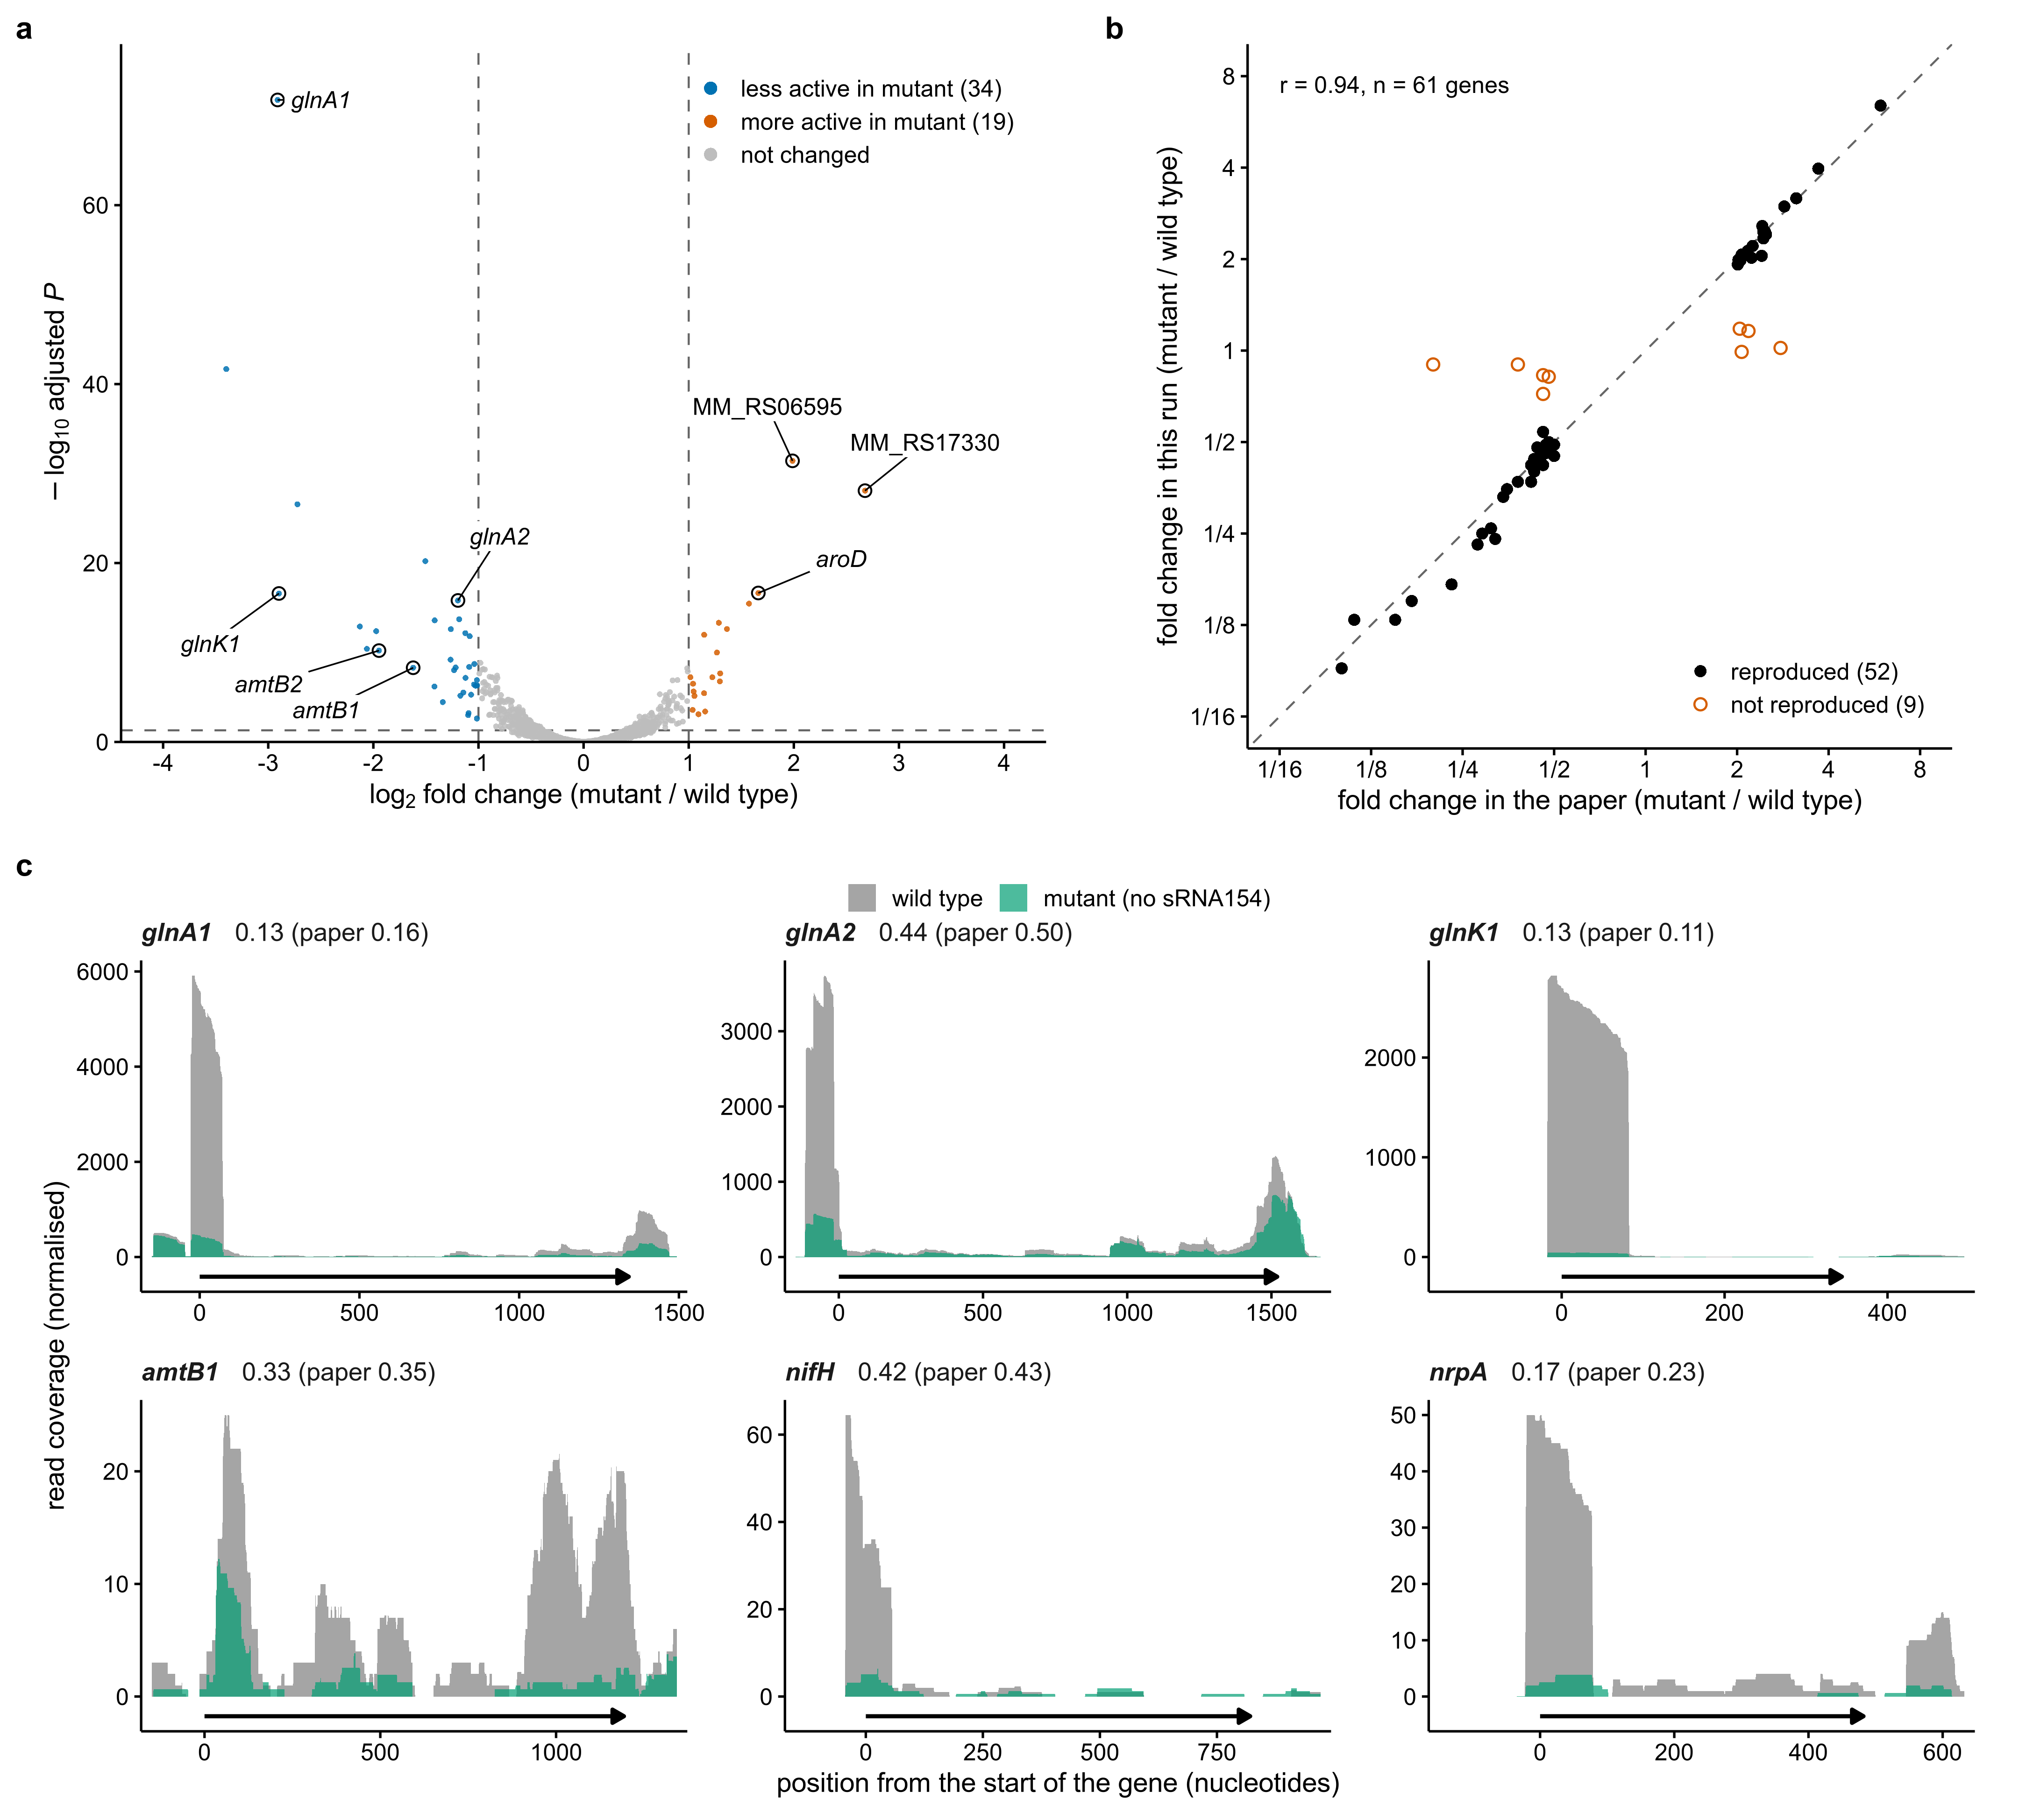 a
glnA1
less active in mutant (34)
more active in mutant (19)
not changed
MM_RS06595
MM_RS17330
glnA2
aroD
glnK1
amtB2
amtB1
60
40
20
0
− log10 adjusted P
-4 -3 -2 -1 0 1 2 3 4
log2 fold change (mutant / wild type)
b
r = 0.94, n = 61 genes
8
4
2
1
1/2
1/4
1/8
1/16
fold change in this run (mutant / wild type)
reproduced (52)
not reproduced (9)
1/16 1/8 1/4 1/2 1 2 4 8
fold change in the paper (mutant / wild type)
c
wild type mutant (no sRNA154)
read coverage (normalised)
glnA1 0.13 (paper 0.16)
6000
4000
2000
0
0 500 1000 1500
glnA2 0.44 (paper 0.50)
3000
2000
1000
0
0 500 1000 1500
glnK1 0.13 (paper 0.11)
2000
1000
0
0 200 400
amtB1 0.33 (paper 0.35)
20
10
0
0 500 1000
nifH 0.42 (paper 0.43)
60
40
20
0
0 250 500 750
nrpA 0.17 (paper 0.23)
50
40
30
20
10
0
0 200 400 600
position from the start of the gene (nucleotides)